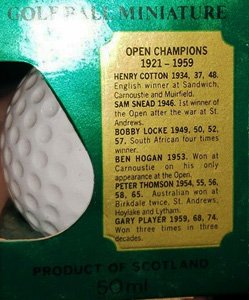 GOLF BALL MINIATURE
OPEN CHAMPIONS
1921 - 1959
HENRY COTTON 1934, 37, 48.
English winner at Sandwich,
Carnoustie and Muirfield.
SAM SNEAD 1946. 1st winner of
the Open after the war at St.
Andrews.
BOBBY LOCKE 1949, 50, 52,
57. South African four times
winner.
BEN HOGAN 1953. Won at
Carnoustie on his only
appearance at the Open.
PETER THOMSON 1954, 55, 56,
58, 65. Australian won at
Birkdale twice, St. Andrews,
Hoylake and Lytham.
GARY PLAYER 1959, 68, 74.
Won three times in three
decades.
PRODUCT OF SCOTLAND
50ml